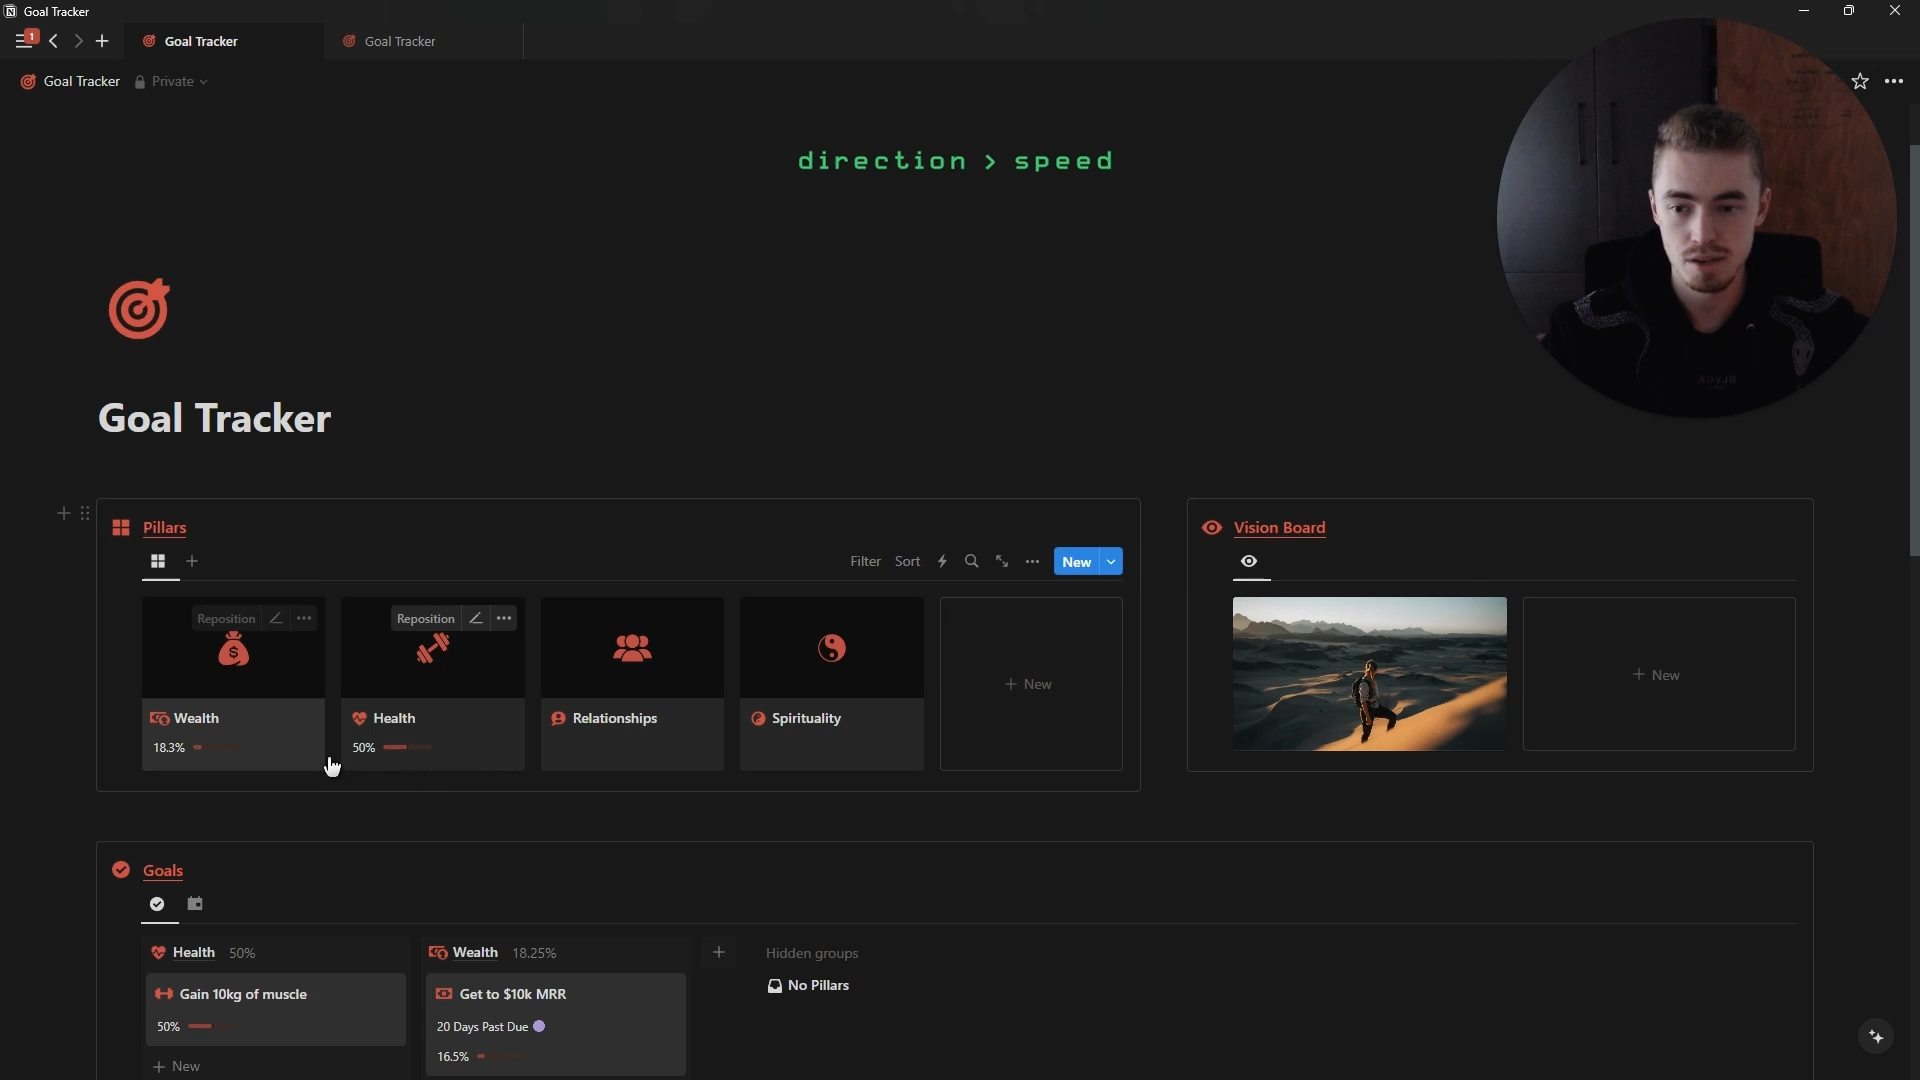 Goal Tracker
1
Goal Tracker
Goal Tracker
Goal Tracker
Private
direction > speed
Goal Tracker
Pillars
Filter
Sort
New
Reposition
Reposition
Wealth
18.3%
Health
50%
Relationships
Spirituality
+ New
Vision Board
+ New
Goals
Health 50%
Gain 10kg of muscle
50%
+ New
Wealth 18.25%
Get to $10k MRR
20 Days Past Due
16.5%
Hidden groups
No Pillars